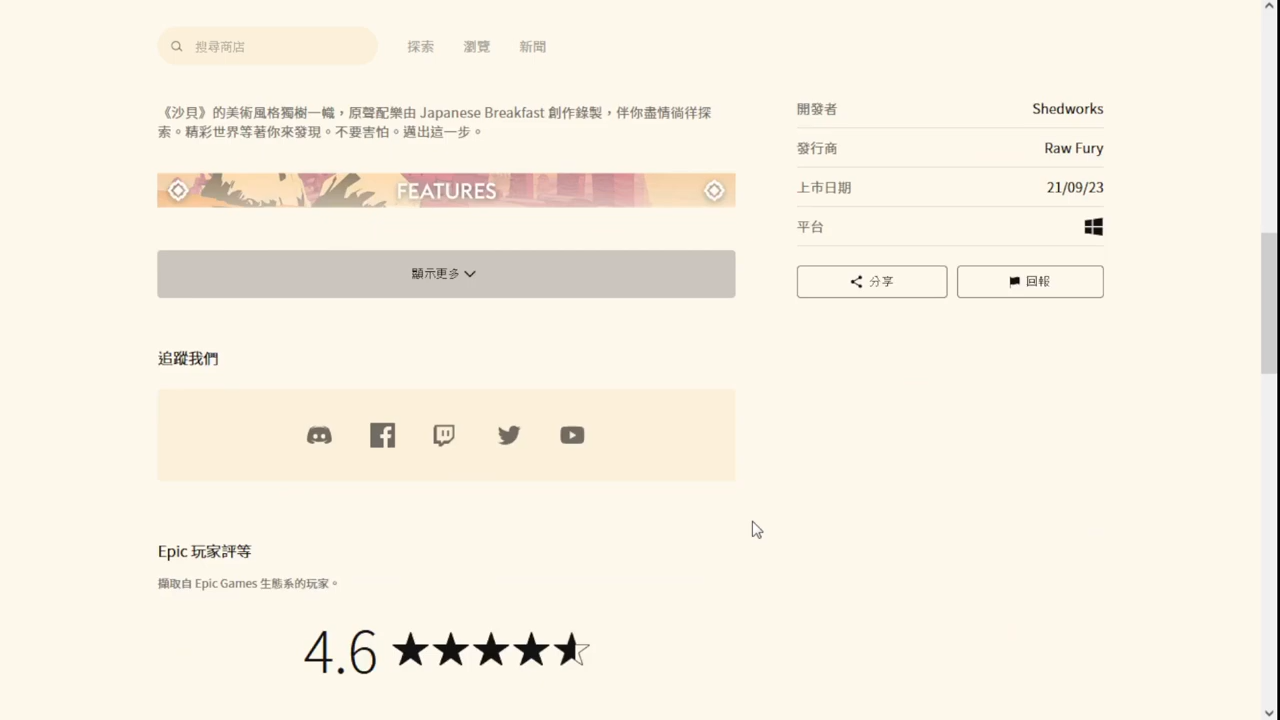 搜尋商店
探索
瀏覽
新聞
《沙貝》的美術風格獨樹一幟，原聲配樂由 Japanese Breakfast 創作錄製，伴你盡情徜徉探
索。精彩世界等著你來發現。不要害怕。邁出這一步。
FEATURES
顯示更多
開發者 Shedworks
發行商 Raw Fury
上市日期 21/09/23
平台
分享
回報
追蹤我們
Epic 玩家評等
擷取自 Epic Games 生態系的玩家。
4.6